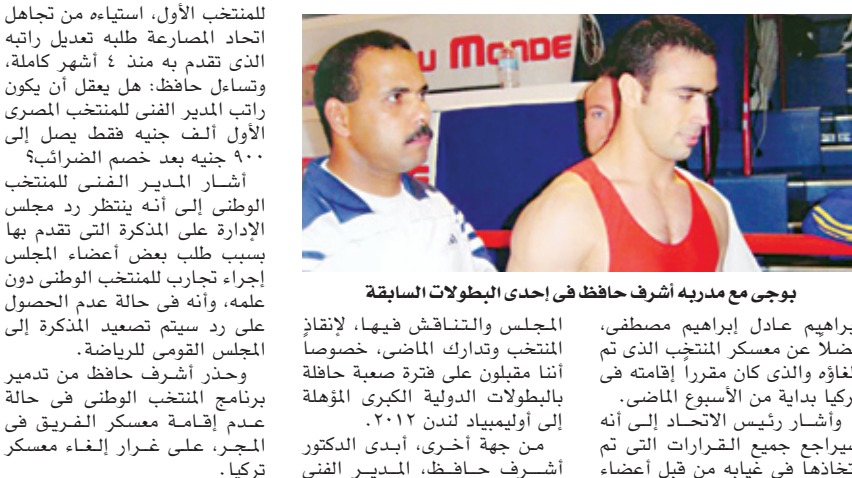 u MONDE
بوجى مع مدربه أشرف حافظ فى إحدى البطولات السابقة
براهيم عادل إبراهيم مصطفى،
ضلاً عن معسكر المنتخب الذى تم
لغاؤه والذى كان مقرراً إقامته فى
ركيا بداية من الأسبوع الماضى.
وأشار رئيس الاتحاد إلى أنه
سيراجع جميع القرارات التى تم
تخاذها فى غيابه من قبل أعضاء
المجلس والتناقش فيها، لإنقاذ
المنتخب وتدارك الماضى، خصوصاً
أننا مقبلون على فترة صعبة حافلة
بالبطولات الدولية الكبرى المؤهلة
إلى أوليمبياد لندن ٢٠١٢.
من جهة أخرى، أبدى الدكتور
أشرف حافظ، المدير الفنى
للمنتخب الأول، استياءه من تجاهل
اتحاد المصارعة طلبه تعديل راتبه
الذى تقدم به منذ ٤ أشهر كاملة،
وتساءل حافظ: هل يعقل أن يكون
راتب المدير الفنى للمنتخب المصرى
الأول ألف جنيه فقط يصل إلى
٩٠٠ جنيه بعد خصم الضرائب؟
أشار المدير الفنى للمنتخب
الوطنى إلى أنه ينتظر رد مجلس
الإدارة على المذكرة التى تقدم بها
بسبب طلب بعض أعضاء المجلس
إجراء تجارب للمنتخب الوطنى دون
علمه، وأنه فى حالة عدم الحصول
على رد سيتم تصعيد المذكرة إلى
المجلس القومى للرياضة.
وحذر أشرف حافظ من تدمير
برنامج المنتخب الوطنى فى حالة
عدم إقامة معسكر الفريق فى
المجر، على غرار إلغاء معسكر
تركيا.